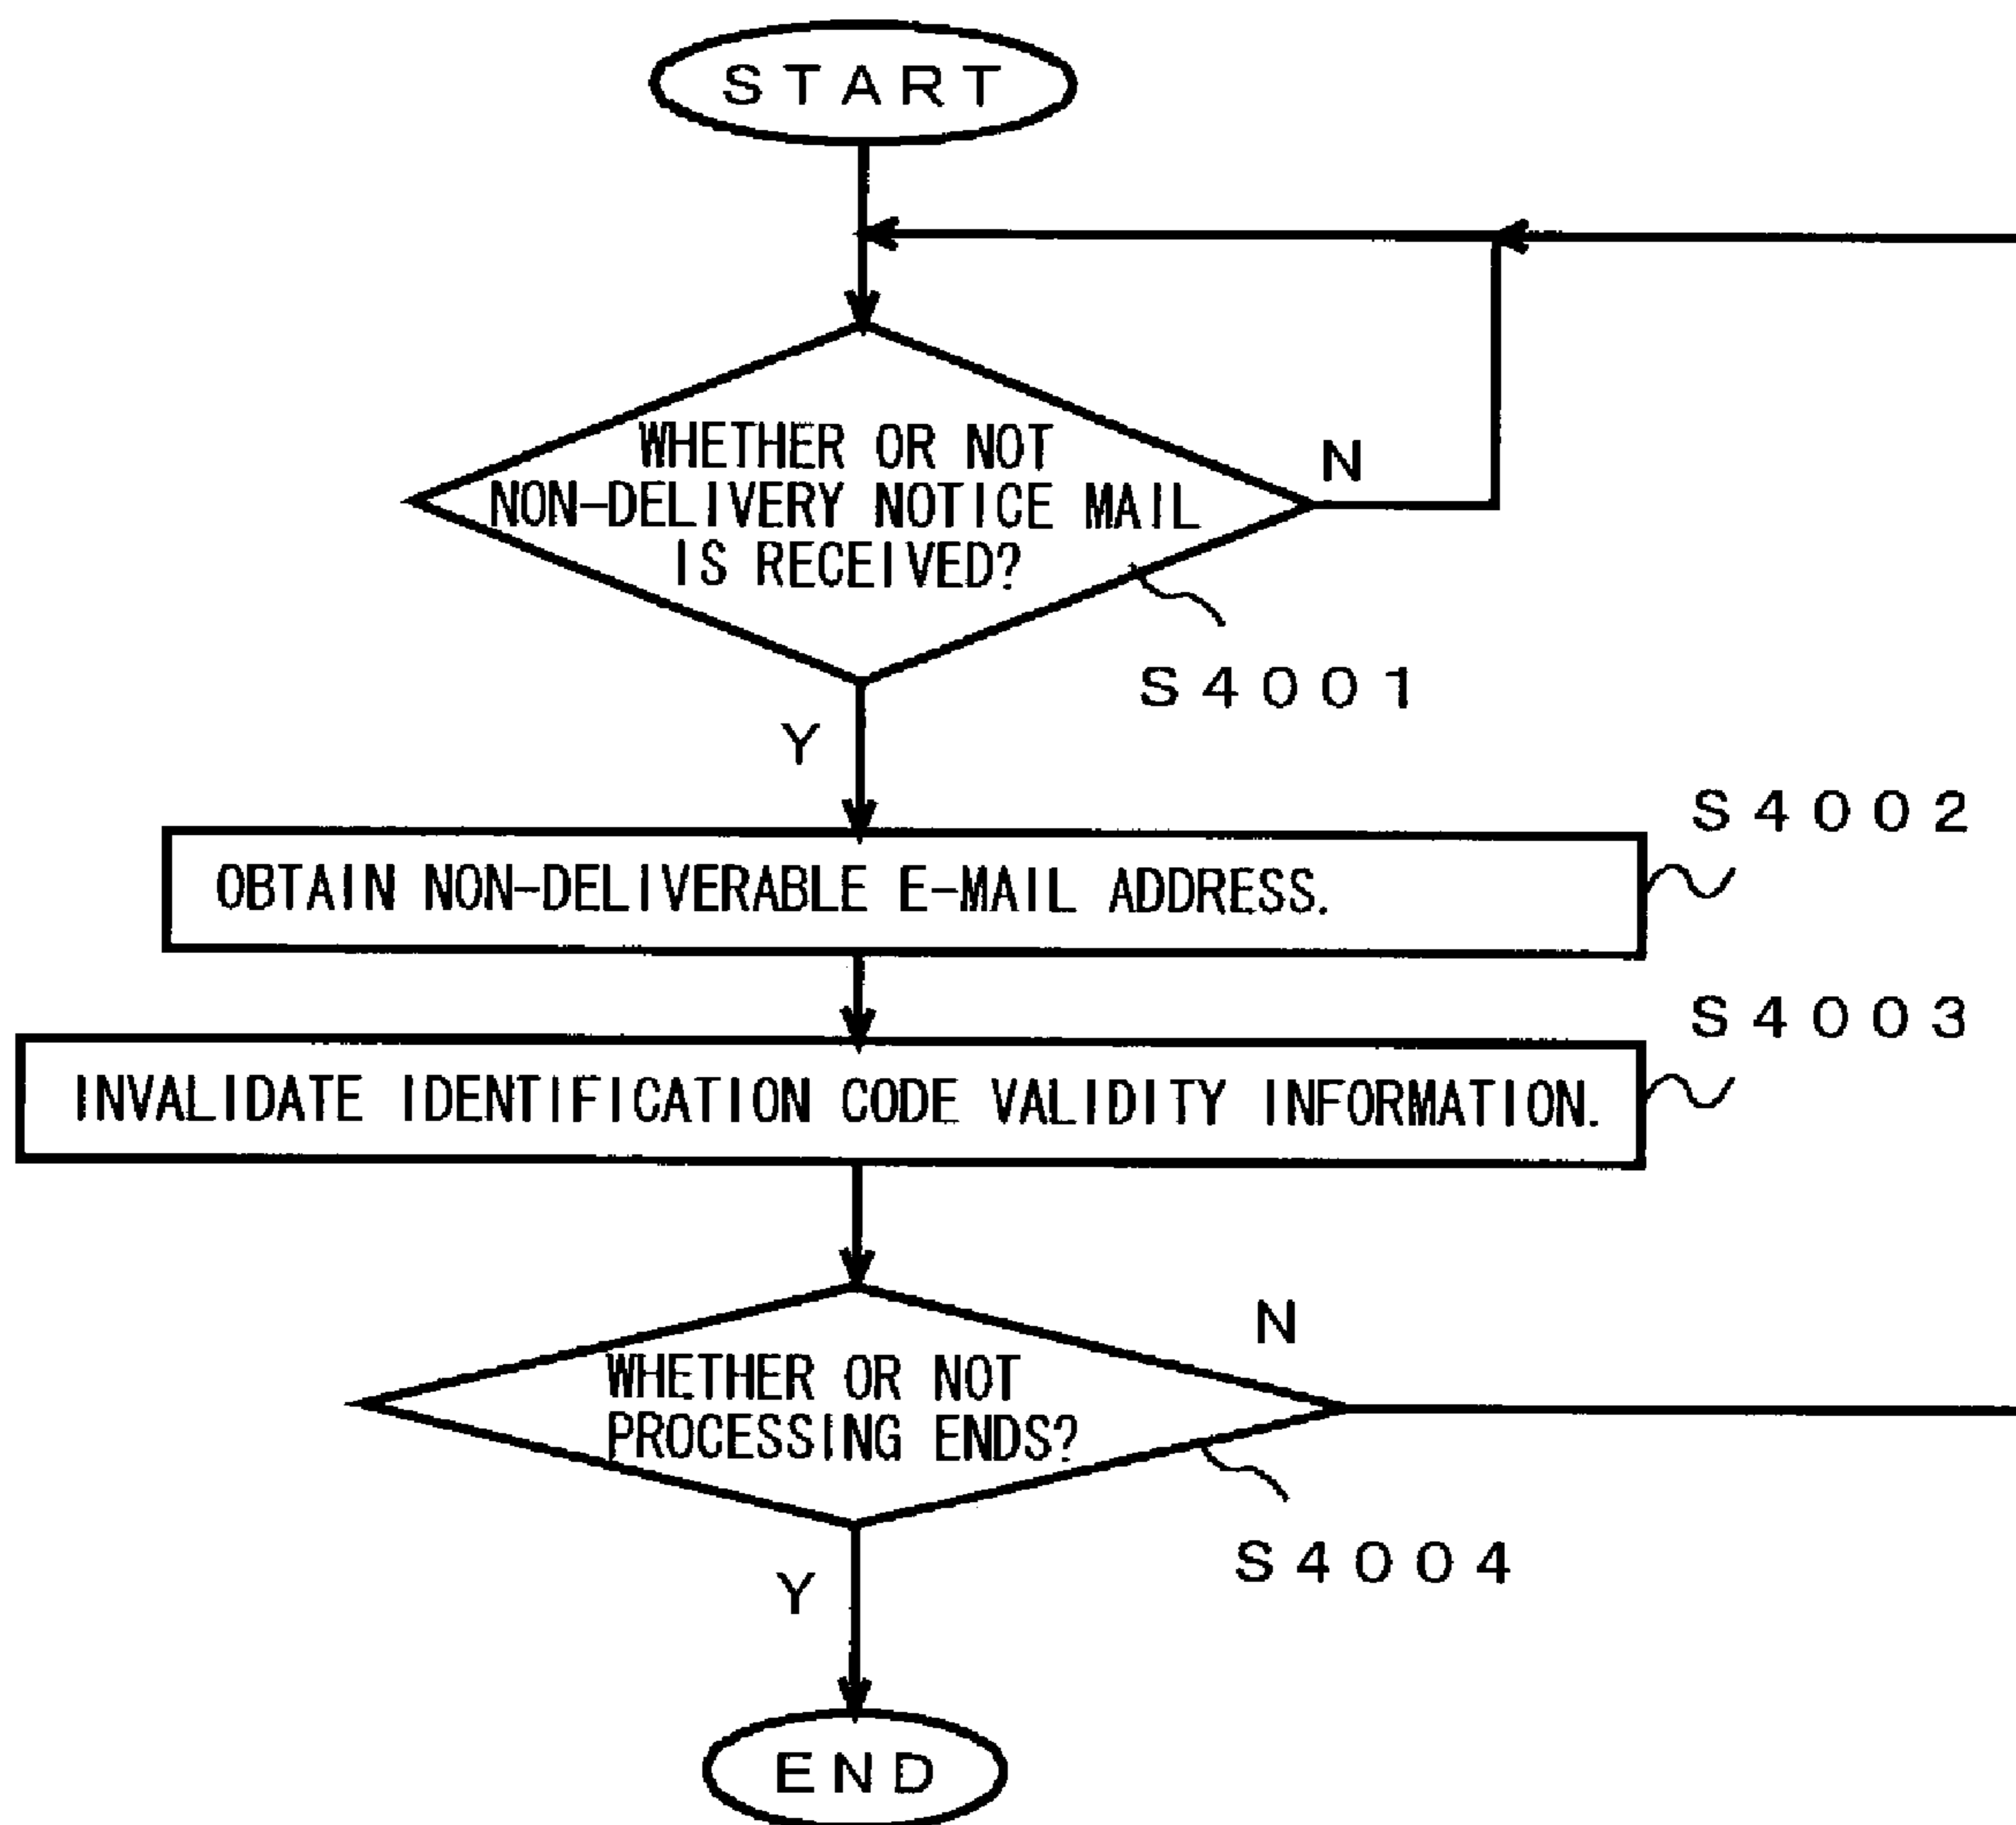 START
WHETHER OR NOT
NON-DELIVERY NOTICE MAIL
IS RECEIVED?
N
S4001
Y
S4002
OBTAIN NON-DELIVERABLE E-MAIL ADDRESS.
S4003
INVALIDATE IDENTIFICATION CODE VALIDITY INFORMATION.
N
WHETHER OR NOT
PROCESSING ENDS?
S4004
Y
END